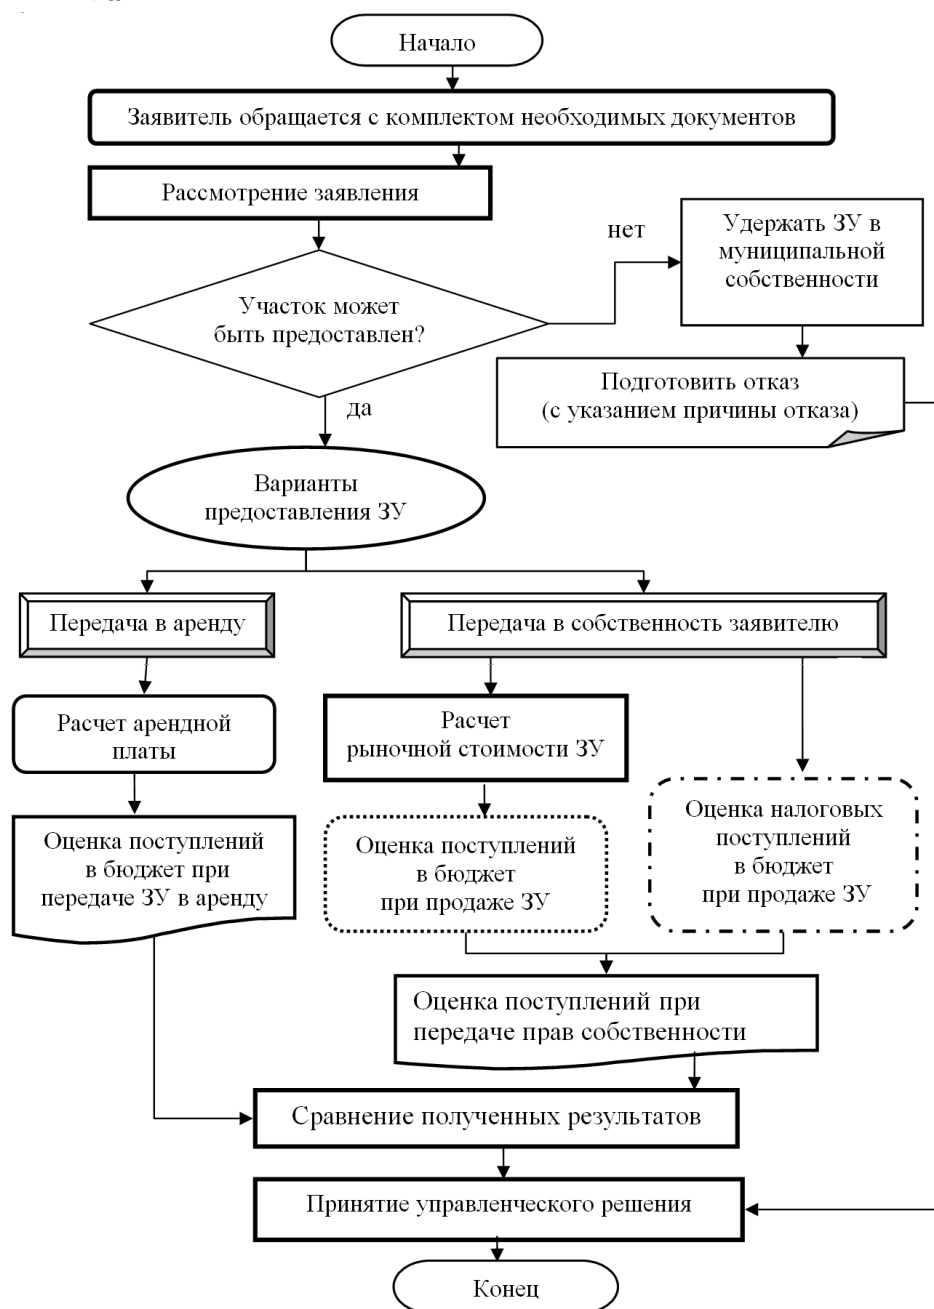 Начало
Заявитель обращается с комплектом необходимых документов
Рассмотрение заявления
нет
Удержать ЗУ в
муниципальной
собственности
Участок может
быть предоставлен?
Подготовить отказ
(с указанием причины отказа)
да
Варианты
предоставления ЗУ
Передача в аренду
Передача в собственность заявителю
Расчет арендной
платы
Расчет
рыночной стоимости ЗУ
Оценка налоговых
поступлений
в бюджет
при продаже ЗУ
Оценка поступлений
в бюджет при
передаче ЗУ в аренду
Оценка поступлений
в бюджет
при продаже ЗУ
Оценка поступлений при
передаче прав собственности
Сравнение полученных результатов
Принятие управленческого решения
Конец